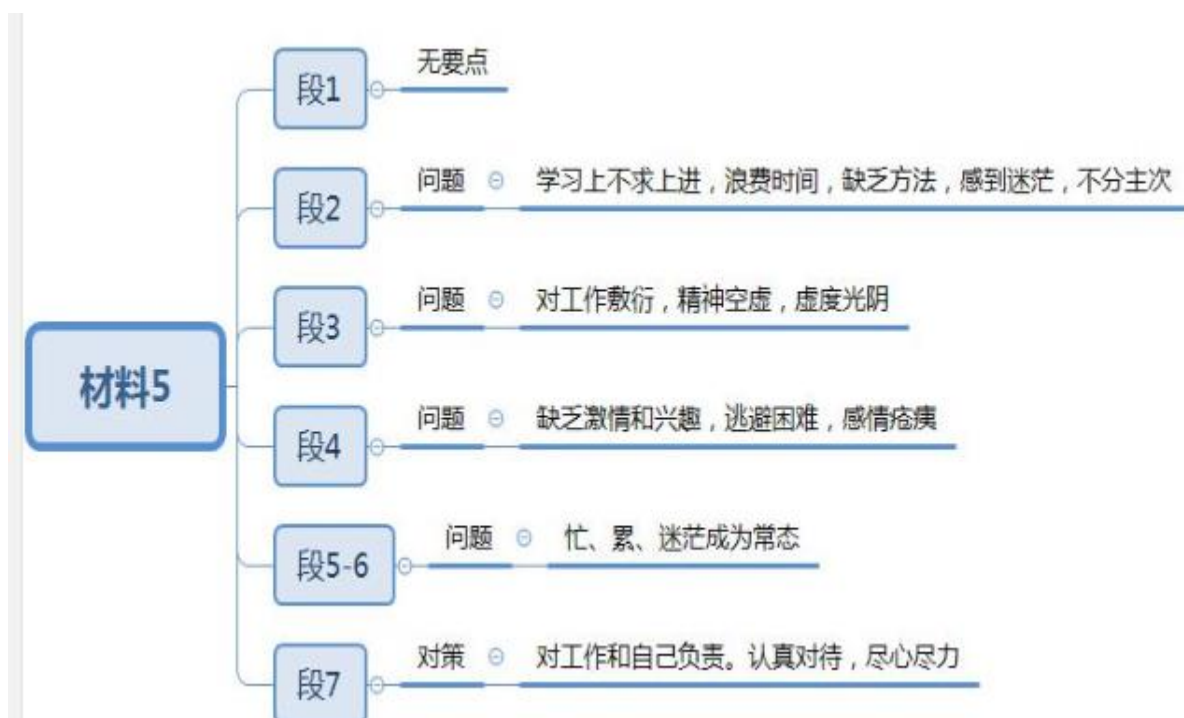 材料5
段1
无要点
段2
问题
学习上不求上进，浪费时间，缺乏方法，感到迷茫，不分主次
段3
问题
对工作敷衍，精神空虚，虚度光阴
段4
问题
缺乏激情和兴趣，逃避困难，感情疮痍
段5-6
问题
忙、累、迷茫成为常态
段7
对策
对工作和自己负责。认真对待，尽心尽力